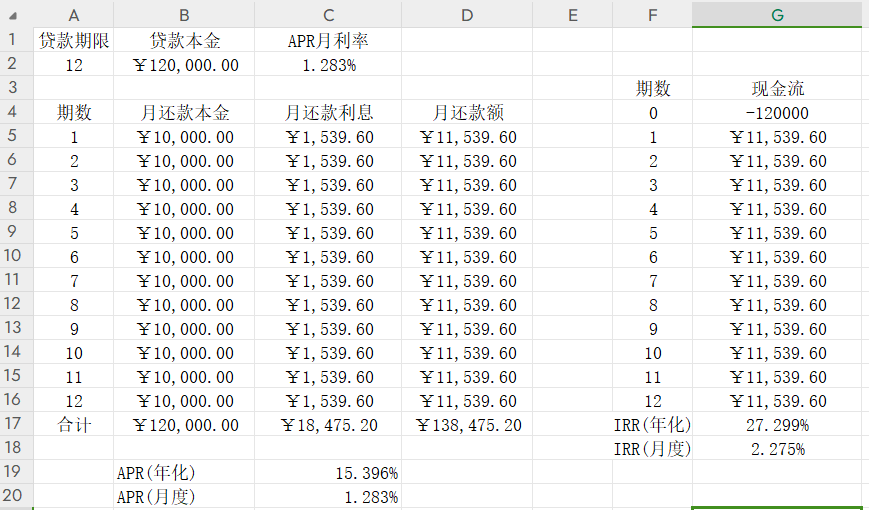 A B C D E F G
1 贷款期限 贷款本金 APR月利率
2 12 ￥120,000.00 1.283%
3 期数 现金流
4 期数 月还款本金 月还款利息 月还款额 0 -120000
5 1 ￥10,000.00 ￥1,539.60 ￥11,539.60 1 ￥11,539.60
6 2 ￥10,000.00 ￥1,539.60 ￥11,539.60 2 ￥11,539.60
7 3 ￥10,000.00 ￥1,539.60 ￥11,539.60 3 ￥11,539.60
8 4 ￥10,000.00 ￥1,539.60 ￥11,539.60 4 ￥11,539.60
9 5 ￥10,000.00 ￥1,539.60 ￥11,539.60 5 ￥11,539.60
10 6 ￥10,000.00 ￥1,539.60 ￥11,539.60 6 ￥11,539.60
11 7 ￥10,000.00 ￥1,539.60 ￥11,539.60 7 ￥11,539.60
12 8 ￥10,000.00 ￥1,539.60 ￥11,539.60 8 ￥11,539.60
13 9 ￥10,000.00 ￥1,539.60 ￥11,539.60 9 ￥11,539.60
14 10 ￥10,000.00 ￥1,539.60 ￥11,539.60 10 ￥11,539.60
15 11 ￥10,000.00 ￥1,539.60 ￥11,539.60 11 ￥11,539.60
16 12 ￥10,000.00 ￥1,539.60 ￥11,539.60 12 ￥11,539.60
17 合计 ￥120,000.00 ￥18,475.20 ￥138,475.20 IRR(年化) 27.299%
18 IRR(月度) 2.275%
19 APR(年化) 15.396%
20 APR(月度) 1.283%